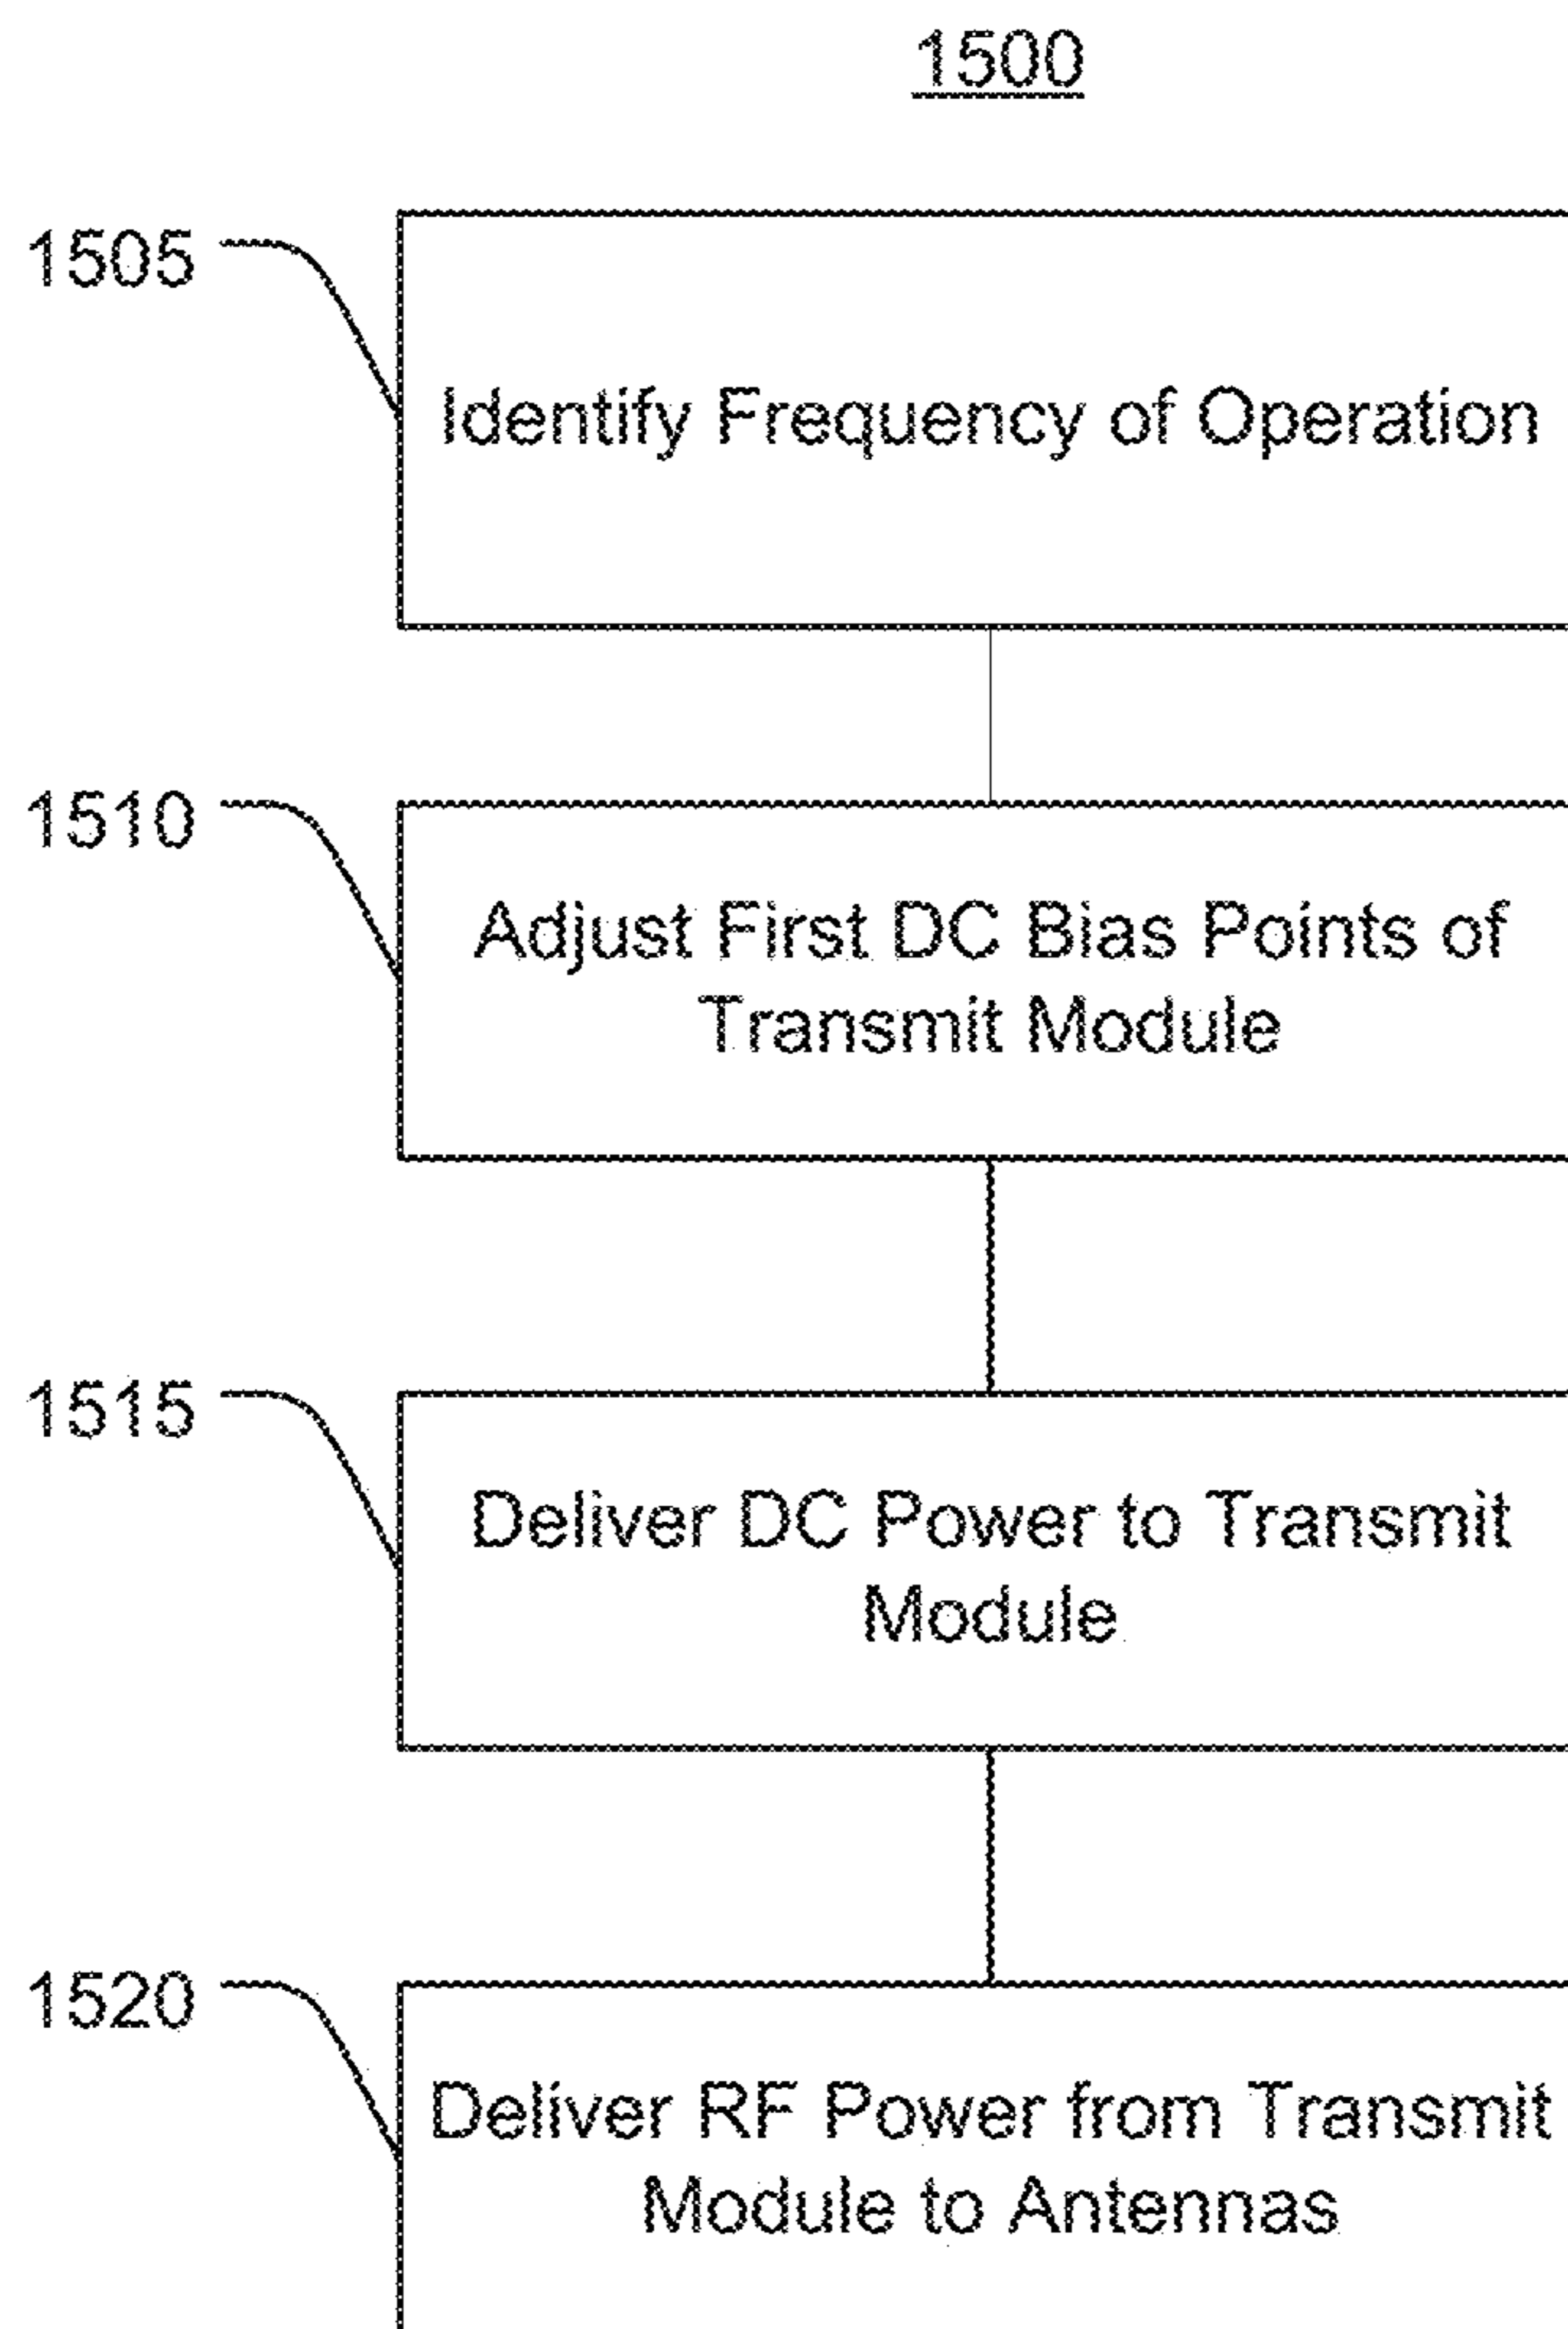 1500
1505
Identify Frequency of Operation
1510
Adjust First DC Bias Points of
Transmit Module
1515
Deliver DC Power to Transmit
Module
1520
Deliver RF Power from Transmit
Module to Antennas